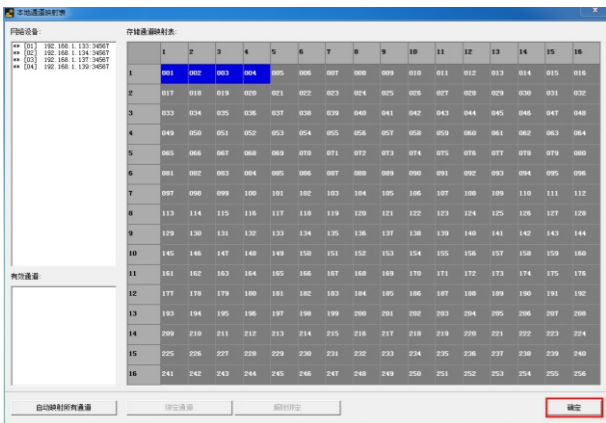 本地通道映射表
网络设备:
** [01] 192.168.1.133:34567
** [02] 192.168.1.134:34567
** [03] 192.168.1.137:34567
** [04] 192.168.1.139:34567
存储通道映射表:
1 2 3 4 5 6 7 8 9 10 11 12 13 14 15 16
1 001 002 003 004 005 006 007 008 009 010 011 012 013 014 015 016
2 017 018 019 020 021 022 023 024 025 026 027 028 029 030 031 032
3 033 034 035 036 037 038 039 040 041 042 043 044 045 046 047 048
4 049 050 051 052 053 054 055 056 057 058 059 060 061 062 063 064
5 065 066 067 068 069 070 071 072 073 074 075 076 077 078 079 080
6 081 082 083 084 085 086 087 088 089 090 091 092 093 094 095 096
7 097 098 099 100 101 102 103 104 105 106 107 108 109 110 111 112
8 113 114 115 116 117 118 119 120 121 122 123 124 125 126 127 128
9 129 130 131 132 133 134 135 136 137 138 139 140 141 142 143 144
10 145 146 147 148 149 150 151 152 153 154 155 156 157 158 159 160
11 161 162 163 164 165 166 167 168 169 170 171 172 173 174 175 176
12 177 178 179 180 181 182 183 184 185 186 187 188 189 190 191 192
13 193 194 195 196 197 198 199 200 201 202 203 204 205 206 207 208
14 209 210 211 212 213 214 215 216 217 218 219 220 221 222 223 224
15 225 226 227 228 229 230 231 232 233 234 235 236 237 238 239 240
16 241 242 243 244 245 246 247 248 249 250 251 252 253 254 255 256
有效通道:
自动映射所有通道
绑定通道
解除绑定
确定